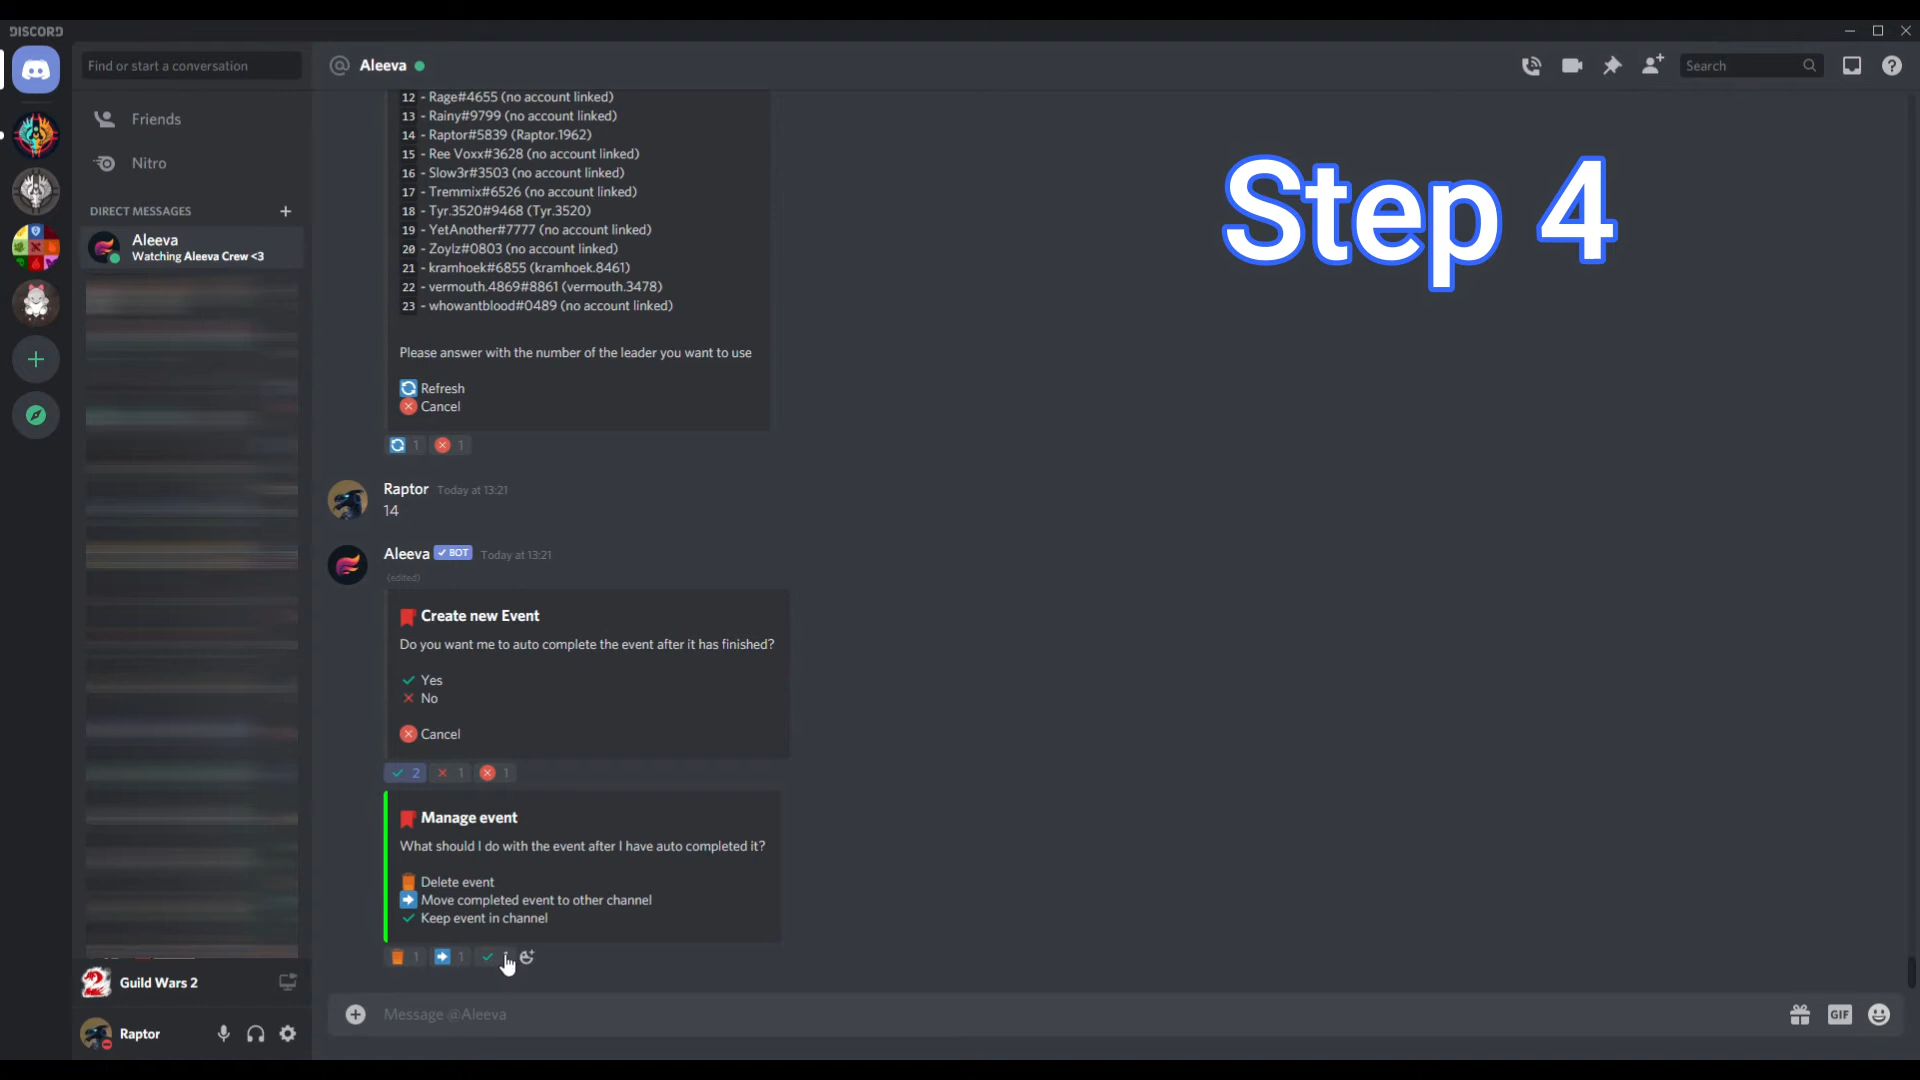 DISCORD
Find or start a conversation
Aleeva
Search
Friends
Nitro
DIRECT MESSAGES
Aleeva
Watching Aleeva Crew <3
12 - Rage#4655 (no account linked)
13 - Rainy#9799 (no account linked)
14 - Raptor#5839 (Raptor.1962)
15 - Ree Voxx#3628 (no account linked)
16 - Slow3r#3503 (no account linked)
17 - Tremmix#6526 (no account linked)
18 - Tyr.3520#9468 (Tyr.3520)
19 - YetAnother#7777 (no account linked)
20 - Zoylz#0803 (no account linked)
21 - kramhoek#6855 (kramhoek.8461)
22 - vermouth.4869#8861 (vermouth.3478)
23 - whowantblood#0489 (no account linked)
Please answer with the number of the leader you want to use
Refresh
Cancel
1 1
Step 4
Raptor Today at 13:21
14
Aleeva BOT Today at 13:21
(edited)
Create new Event
Do you want me to auto complete the event after it has finished?
Yes
No
Cancel
2 1 1
Manage event
What should I do with the event after I have auto completed it?
Delete event
Move completed event to other channel
Keep event in channel
1 1
Message @Aleeva
GIF
Guild Wars 2
Raptor